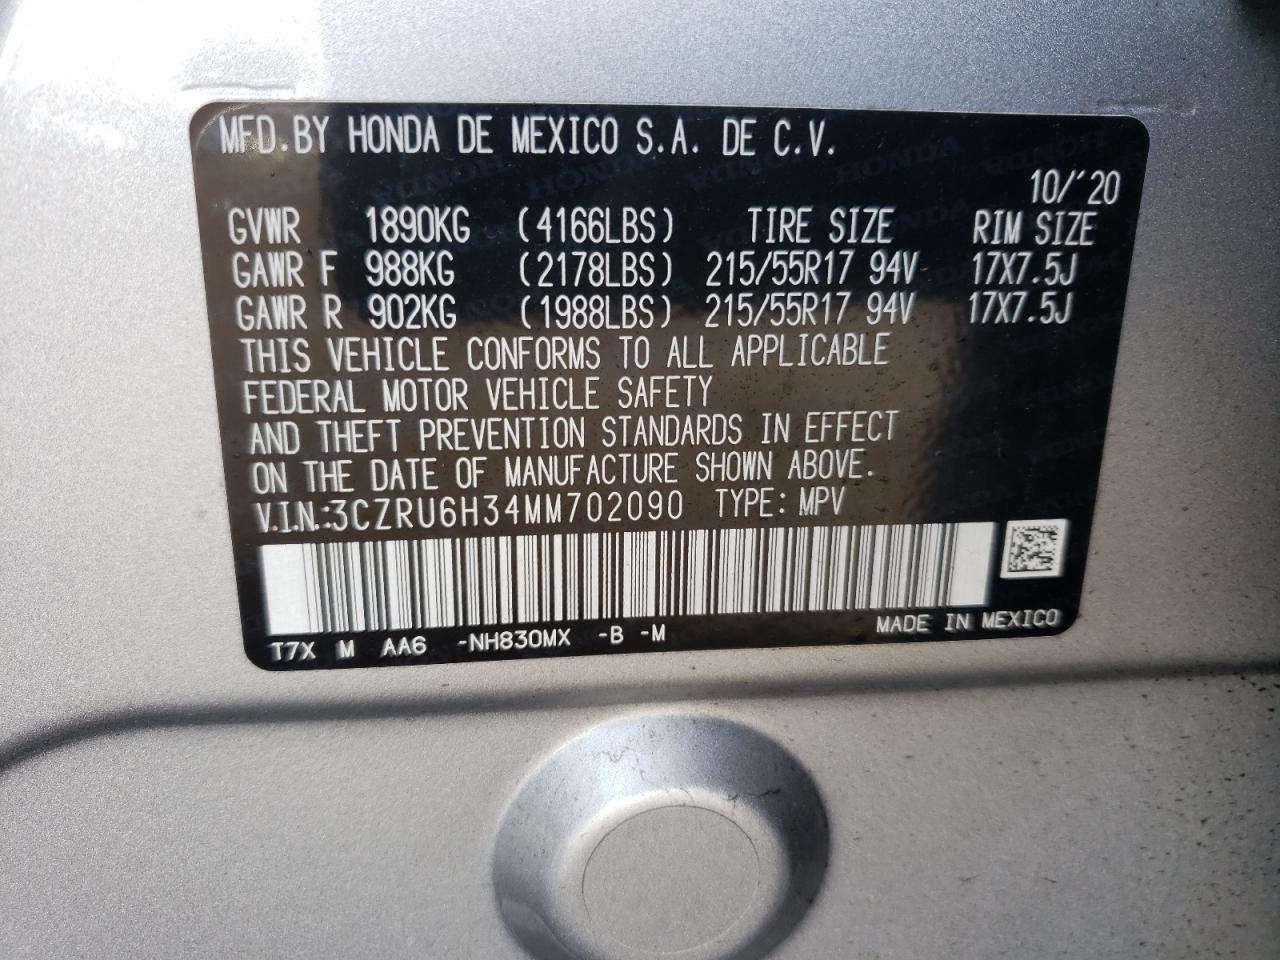 MFD.BY HONDA DE MEXICO S.A. DE C.V.
10/'20
GVWR 1890KG (4166LBS) TIRE SIZE RIM SIZE
GAWR F 988KG (2178LBS) 215/55R17 94V 17X7.5J
GAWR R 902KG (1988LBS) 215/55R17 94V 17X7.5J
THIS VEHICLE CONFORMS TO ALL APPLICABLE
FEDERAL MOTOR VEHICLE SAFETY
AND THEFT PREVENTION STANDARDS IN EFFECT
ON THE DATE OF MANUFACTURE SHOWN ABOVE.
V.I.N.:3CZRU6H34MM702090 TYPE: MPV
T7X M AA6 -NH830MX -B -M MADE IN MEXICO